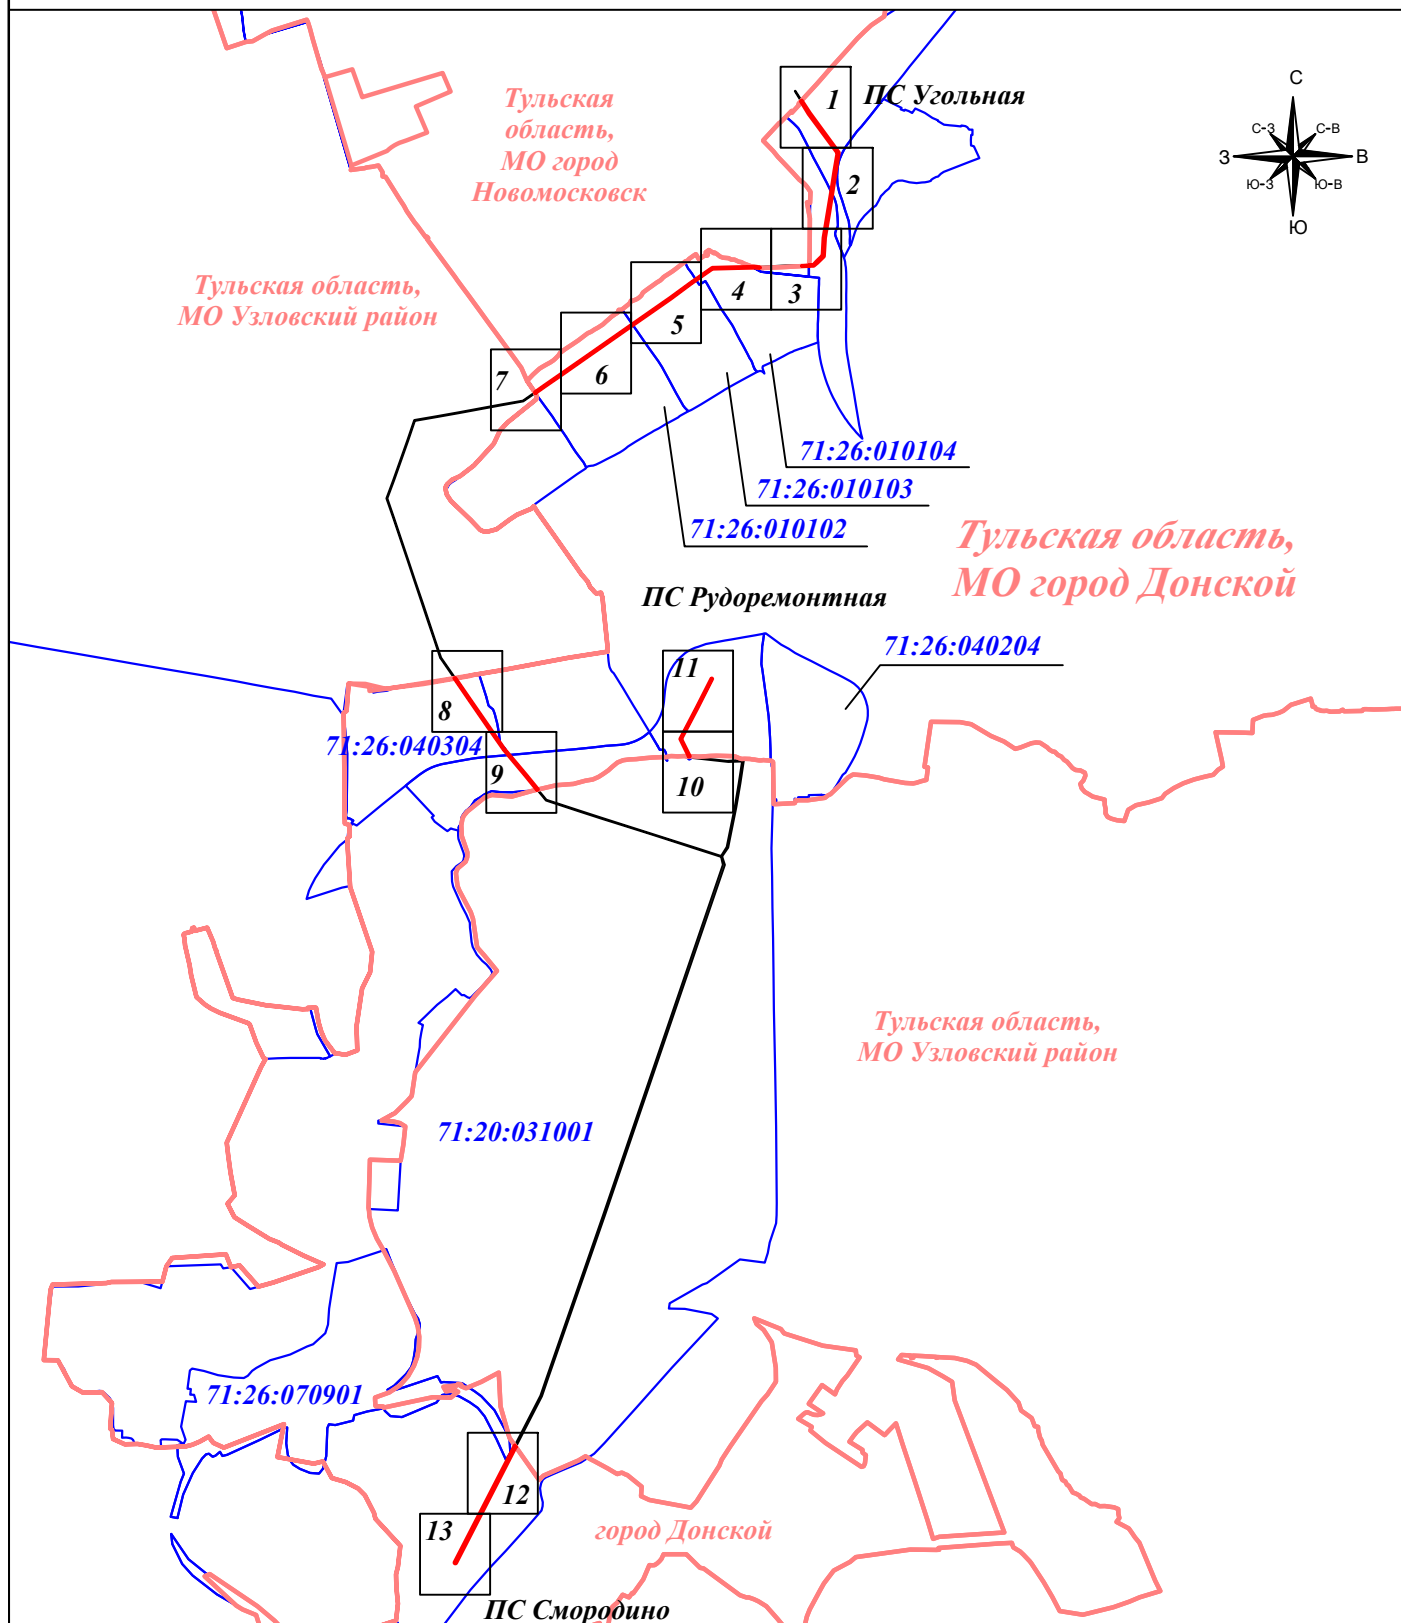 С
С-З
С-В
З
В
Ю-З
Ю-В
Ю
1
ПС Угольная
Тульская
область,
МО город
Новомосковск
2
Тульская область,
МО Узловский район
4
3
5
6
7
71:26:010104
71:26:010103
71:26:010102
Тульская область,
МО город Донской
ПС Рудоремонтная
71:26:040204
11
8
71:26:040304
9
10
Тульская область,
МО Узловский район
71:20:031001
71:26:070901
12
13
город Донской
ПС Смородино